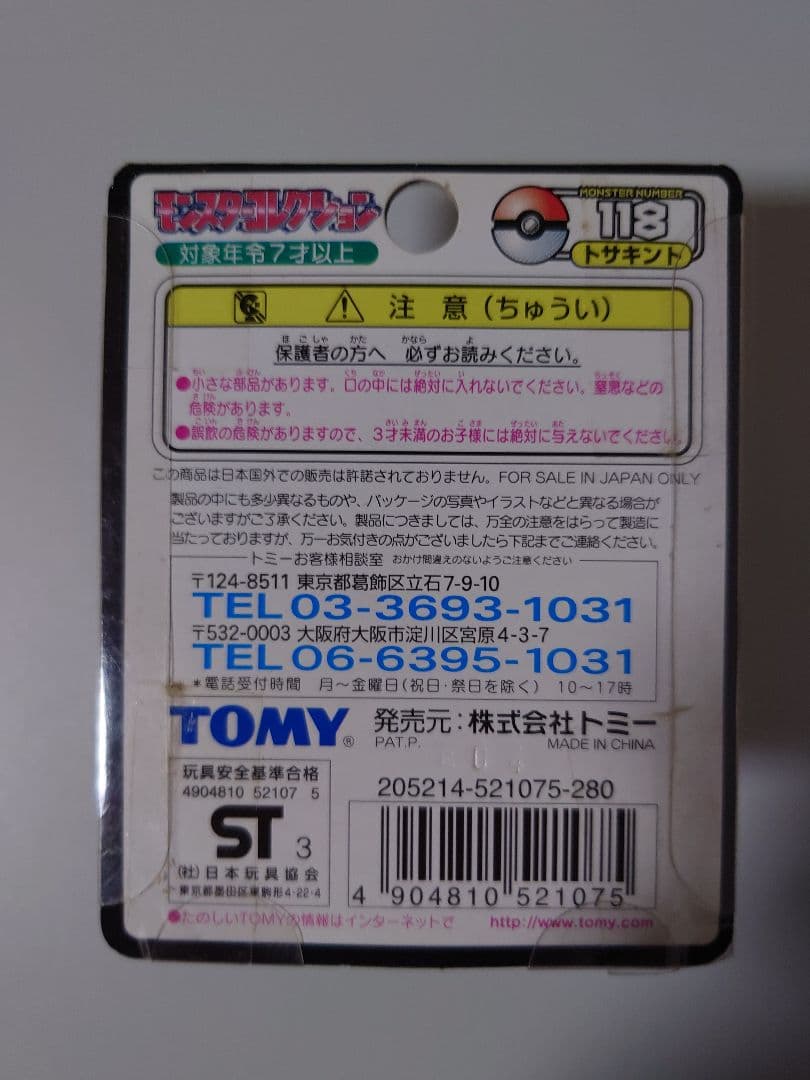 モンスターコレクション
対象年令7才以上
MONSTER NUMBER
118
トサキント
注 意(ちゅうい)
保護者の方へ 必ずお読みください。
●小さな部品があります。口の中には絶対に入れないでください。窒息などの
危険があります。
●誤飲の危険がありますので、3才未満のお子様には絶対に与えないでください。
この商品は日本国外での販売は許諾されておりません。FOR SALE IN JAPAN ONLY
製品の中にも多少異なるものや、パッケージの写真やイラストなどと異なる場合が
ございますがご了承ください。製品につきましては、万全の注意をはらって製造に
当たっておりますが、万一お気付きの点がございましたら下記までご連絡ください。
トミーお客様相談室 おかけ間違えのないようご注意ください
〒124-8511 東京都葛飾区立石7-9-10
TEL 03-3693-1031
〒532-0003 大阪府大阪市淀川区宮原4-3-7
TEL 06-6395-1031
*電話受付時間 月〜金曜日(祝日・祭日を除く) 10〜17時
TOMY® 発売元:株式会社トミー
PAT.P. MADE IN CHINA
玩具安全基準合格
4904810 52107 5
ST 3
(社)日本玩具協会
東京都墨田区東駒形4-22-4
205214-521075-280
4 904810 521075
●たのしいTOMYの情報はインターネットで http://www.tomy.com